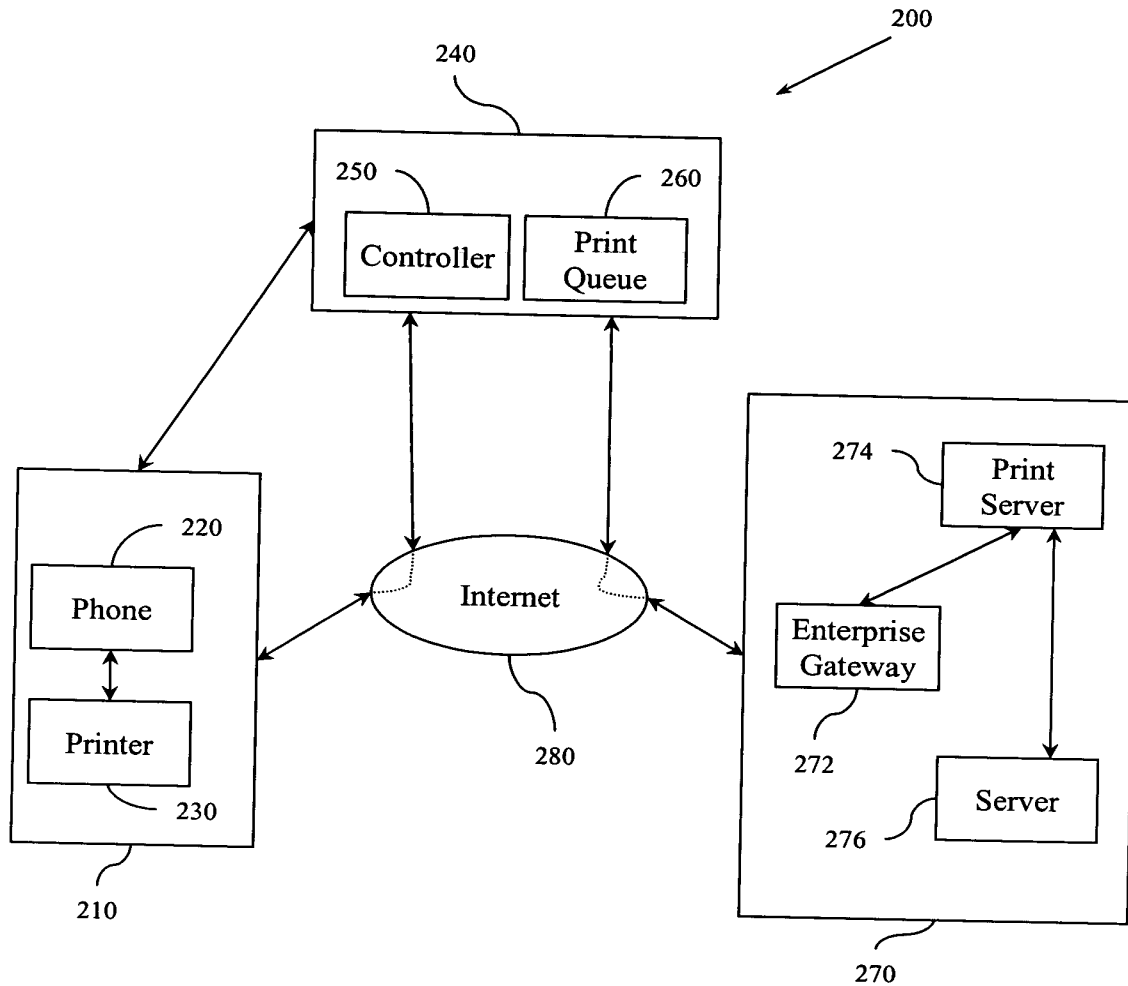 200
240
250
260
Controller
Print
Queue
274
Print
Server
220
Phone
Internet
Enterprise
Gateway
Printer
280
272
230
Server
276
210
270